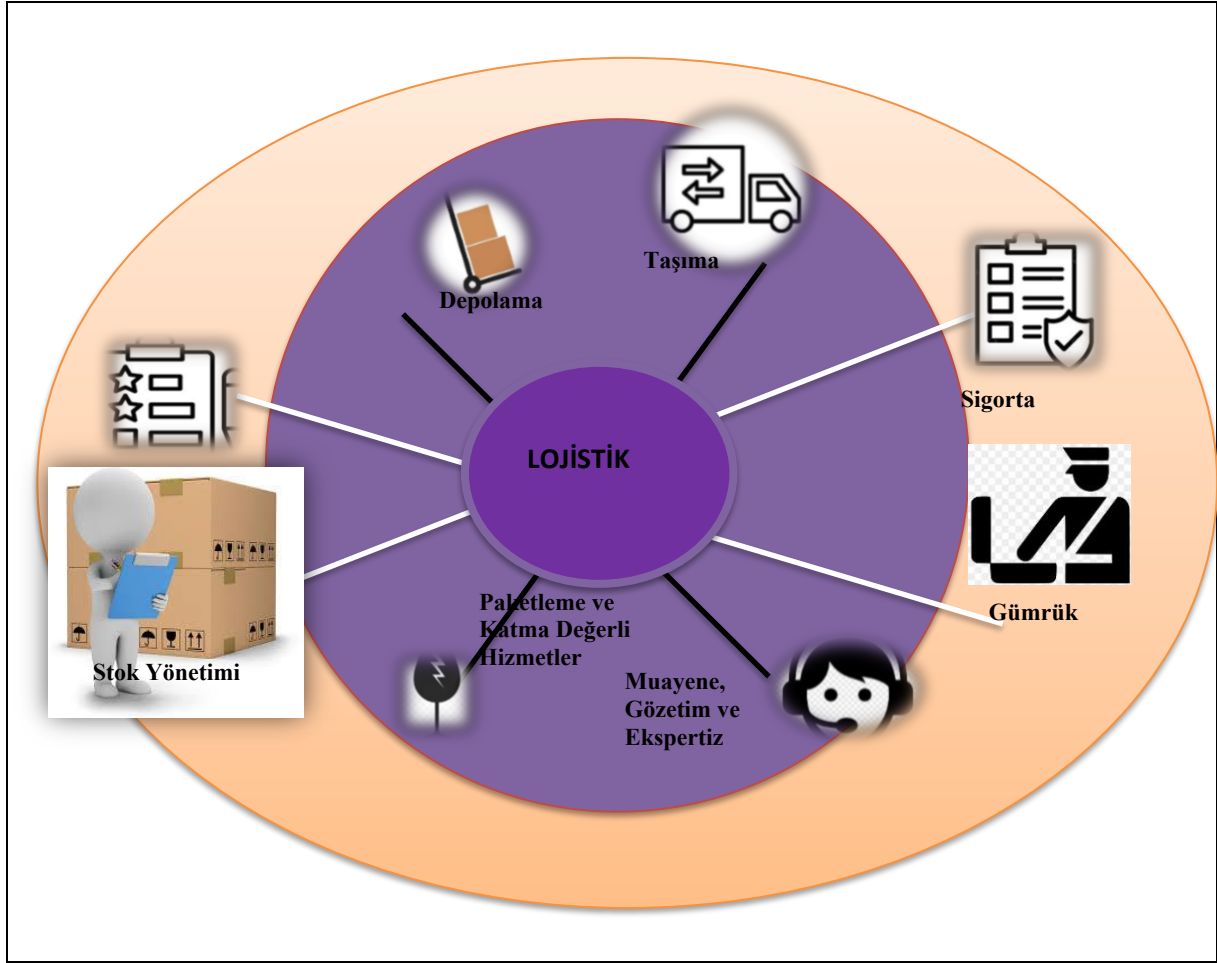 Taşıma
Depolama
Sigorta
LOJİSTİK
Paketleme ve
Katma Değerli
Hizmetler
Gümrük
Stok Yönetimi
Muayene,
Gözetim ve
Ekspertiz